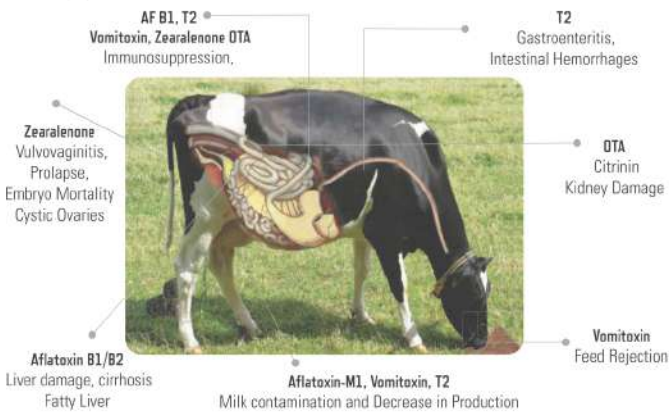 AF B1, T2
Vomitoxin, Zearalenone OTA
Immunosuppression,
T2
Gastroenteritis,
Intestinal Hemorrhages
Zearalenone
Vulvovaginitis,
Prolapse,
Embryo Mortality
Cystic Ovaries
OTA
Citrinin
Kidney Damage
Aflatoxin B1/B2
Liver damage, cirrhosis
Fatty Liver
Aflatoxin-M1, Vomitoxin, T2
Milk contamination and Decrease in Production
Vomitoxin
Feed Rejection